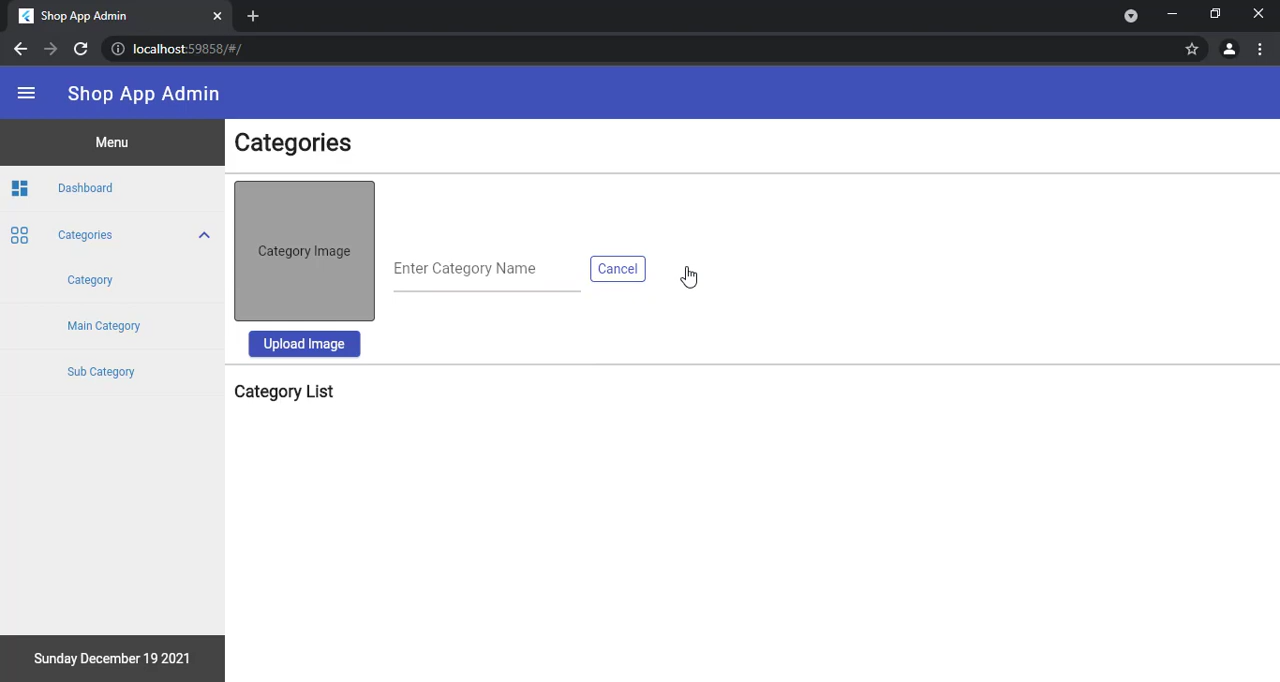 Shop App Admin
localhost:59858/#/
Shop App Admin
Menu
Dashboard
Categories
Category
Main Category
Sub Category
Sunday December 19 2021
Categories
Category Image
Enter Category Name
Cancel
Upload Image
Category List